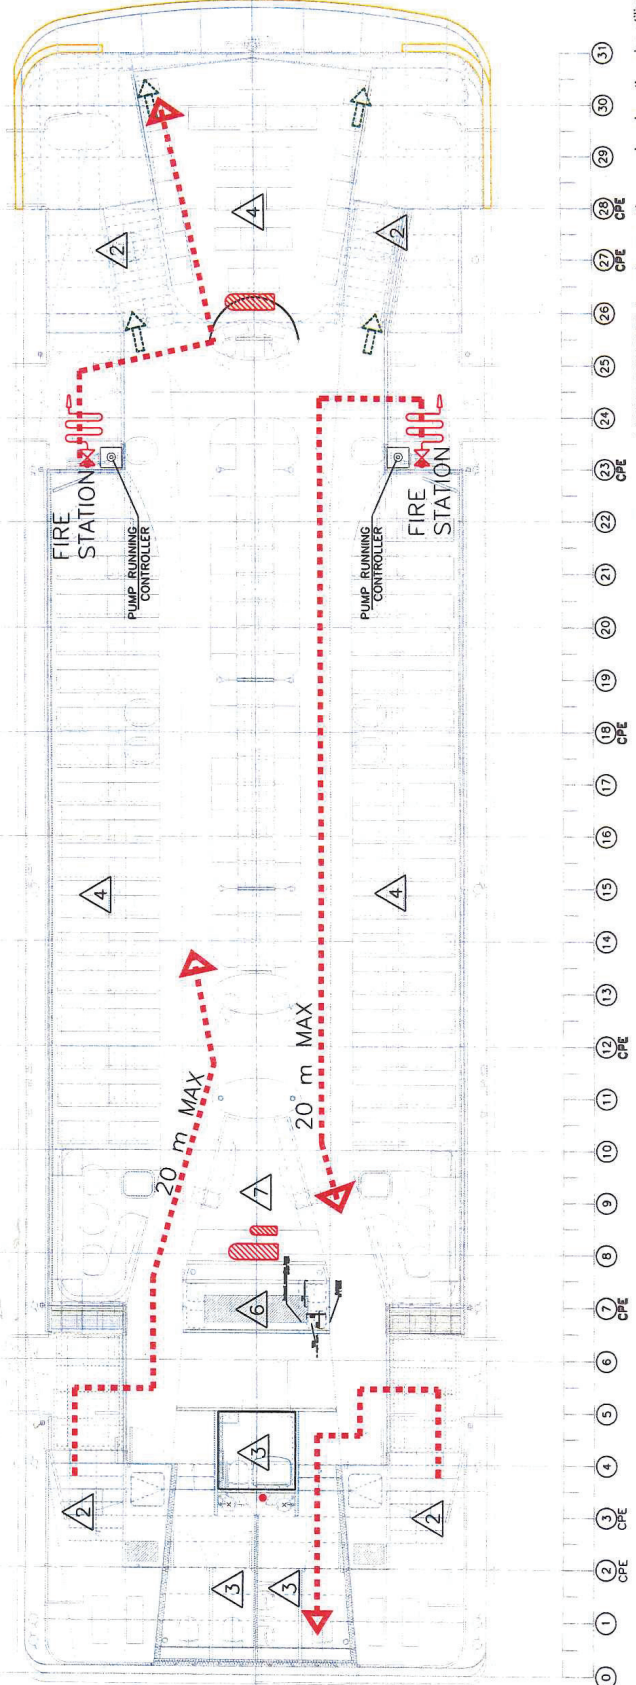 31
30
29
28
CPE
27
CPE
26
25
24
23
CPE
22
21
20
19
18
CPE
17
16
15
14
13
12
CPE
11
10
9
8
7
CPE
6
5
4
3
CPE
2
CPE
1
0
2
4
2
FIRE
STATION
PUMP RUNNING
CONTROLLER
PUMP RUNNING
CONTROLLER
FIRE
STATION
4
4
20 m MAX
20 m MAX
7
6
3
2
2
3
3